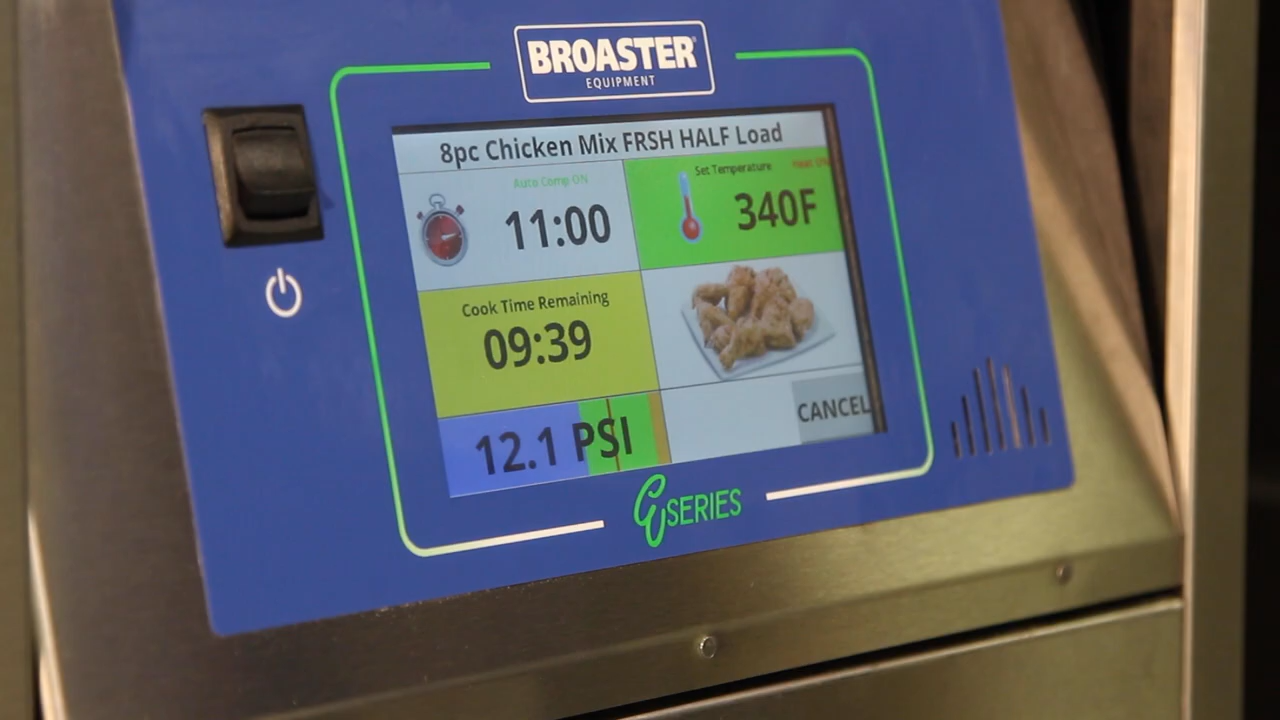 BROASTER
EQUIPMENT
8pc Chicken Mix FRSH HALF Load
Auto Comp ON
11:00
Set Temperature
340F
Cook Time Remaining
09:39
12.1 PSI
CANCEL
E SERIES